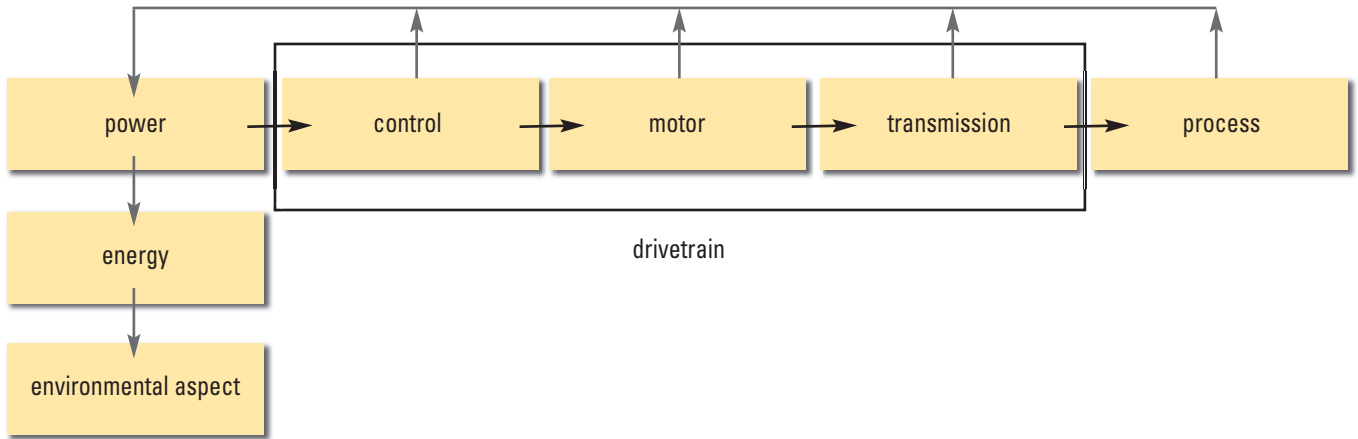 power
control
motor
transmission
process
energy
drivetrain
environmental aspect